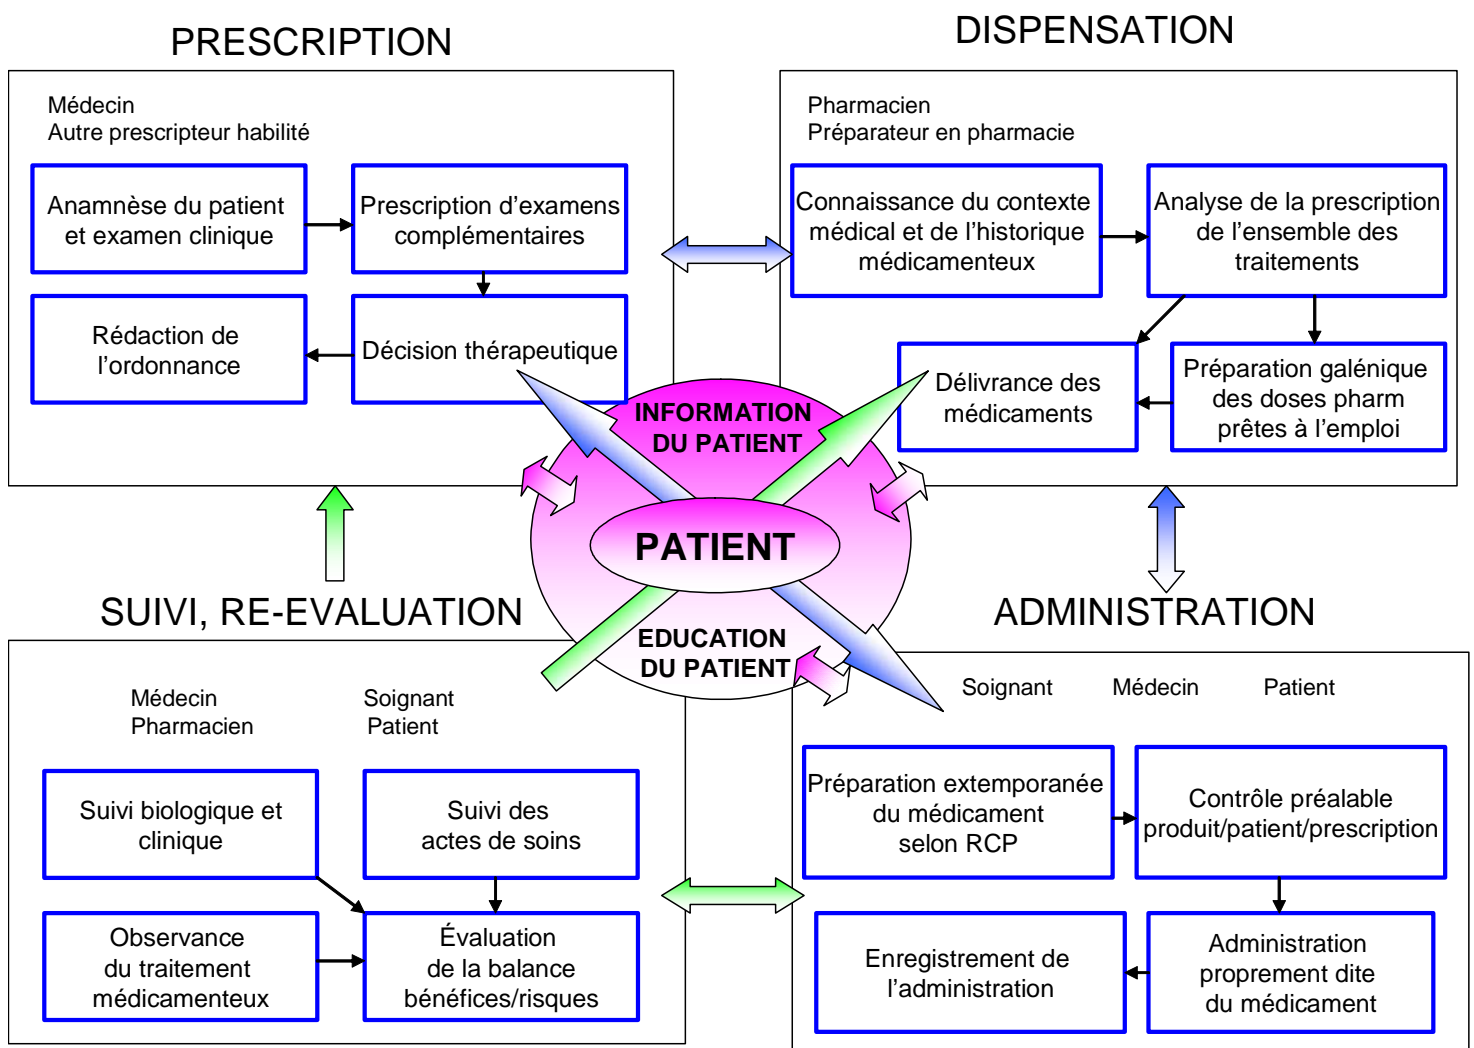 PRESCRIPTION
Médecin
Autre prescripteur habilité
Anamnèse du patient
et examen clinique
Prescription d'examens
complémentaires
Rédaction de
l'ordonnance
Décision thérapeutique
DISPENSATION
Pharmacien
Préparateur en pharmacie
Connaissance du contexte
médical et de l'historique
médicamenteux
Analyse de la prescription
de l'ensemble des
traitements
Délivrance des
médicaments
Préparation galénique
des doses pharm
prêtes à l'emploi
INFORMATION
DU PATIENT
PATIENT
EDUCATION
DU PATIENT
SUIVI, RE-EVALUATION
Médecin
Pharmacien
Soignant
Patient
Suivi biologique et
clinique
Suivi des
actes de soins
Observance
du traitement
médicamenteux
Évaluation
de la balance
bénéfices/risques
ADMINISTRATION
Soignant Médecin Patient
Préparation extemporanée
du médicament
selon RCP
Contrôle préalable
produit/patient/prescription
Enregistrement de
l'administration
Administration
proprement dite
du médicament